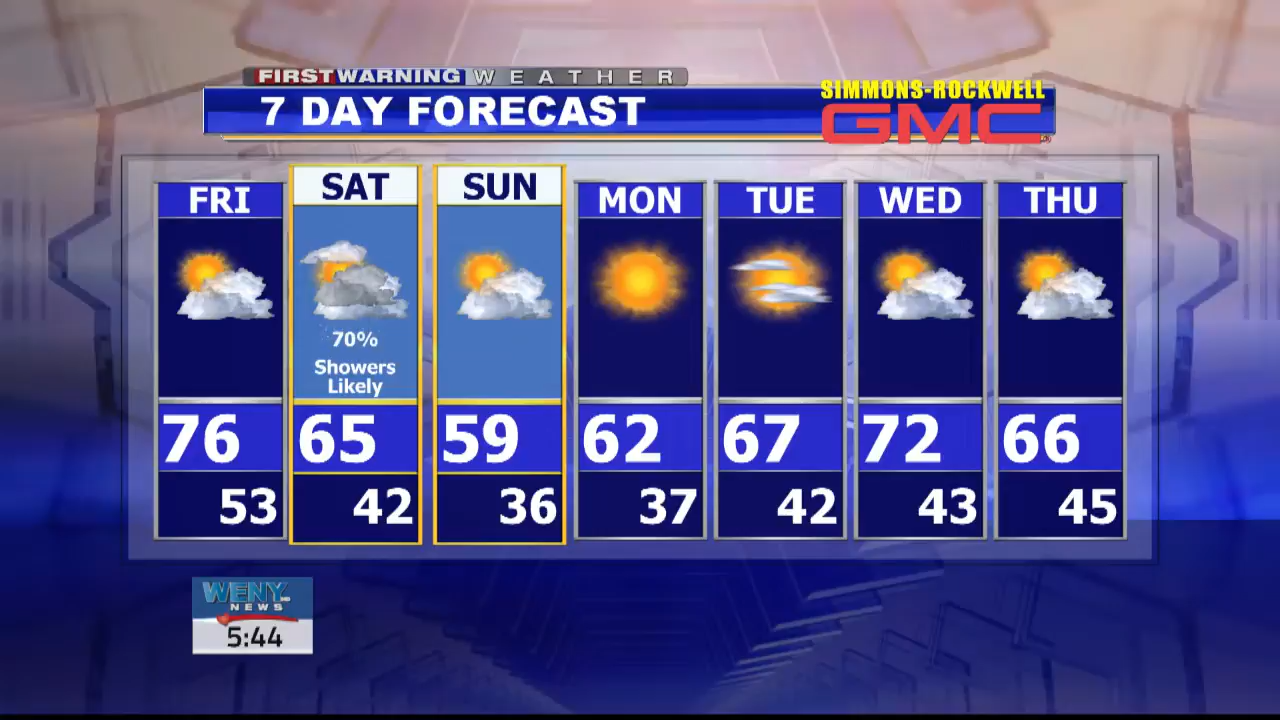 FIRST WARNING WEATHER
7 DAY FORECAST
SIMMONS-ROCKWELL
GMC
FRI SAT SUN MON TUE WED THU
70%
Showers
Likely
76 65 59 62 67 72 66
53 42 36 37 42 43 45
WENY
NEWS
5:44